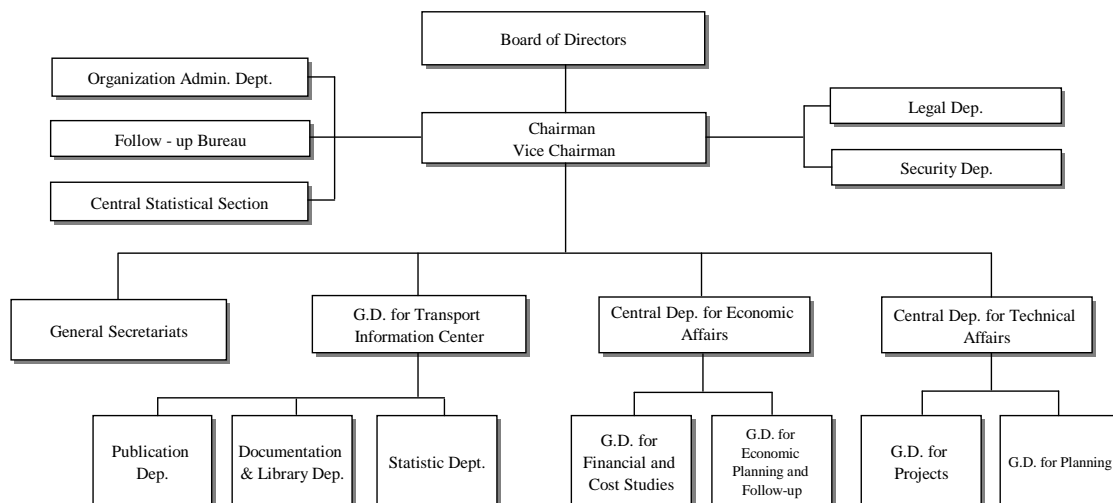 Board of Directors
Organization Admin. Dept.
Follow - up Bureau
Central Statistical Section
Chairman
Vice Chairman
Legal Dep.
Security Dep.
General Secretariats
G.D. for Transport
Information Center
Central Dep. for Economic
Affairs
Central Dep. for Technical
Affairs
Publication
Dep.
Documentation
& Library Dep.
Statistic Dept.
G.D. for
Financial and
Cost Studies
G.D. for
Economic
Planning and
Follow-up
G.D. for
Projects
G.D. for Planning